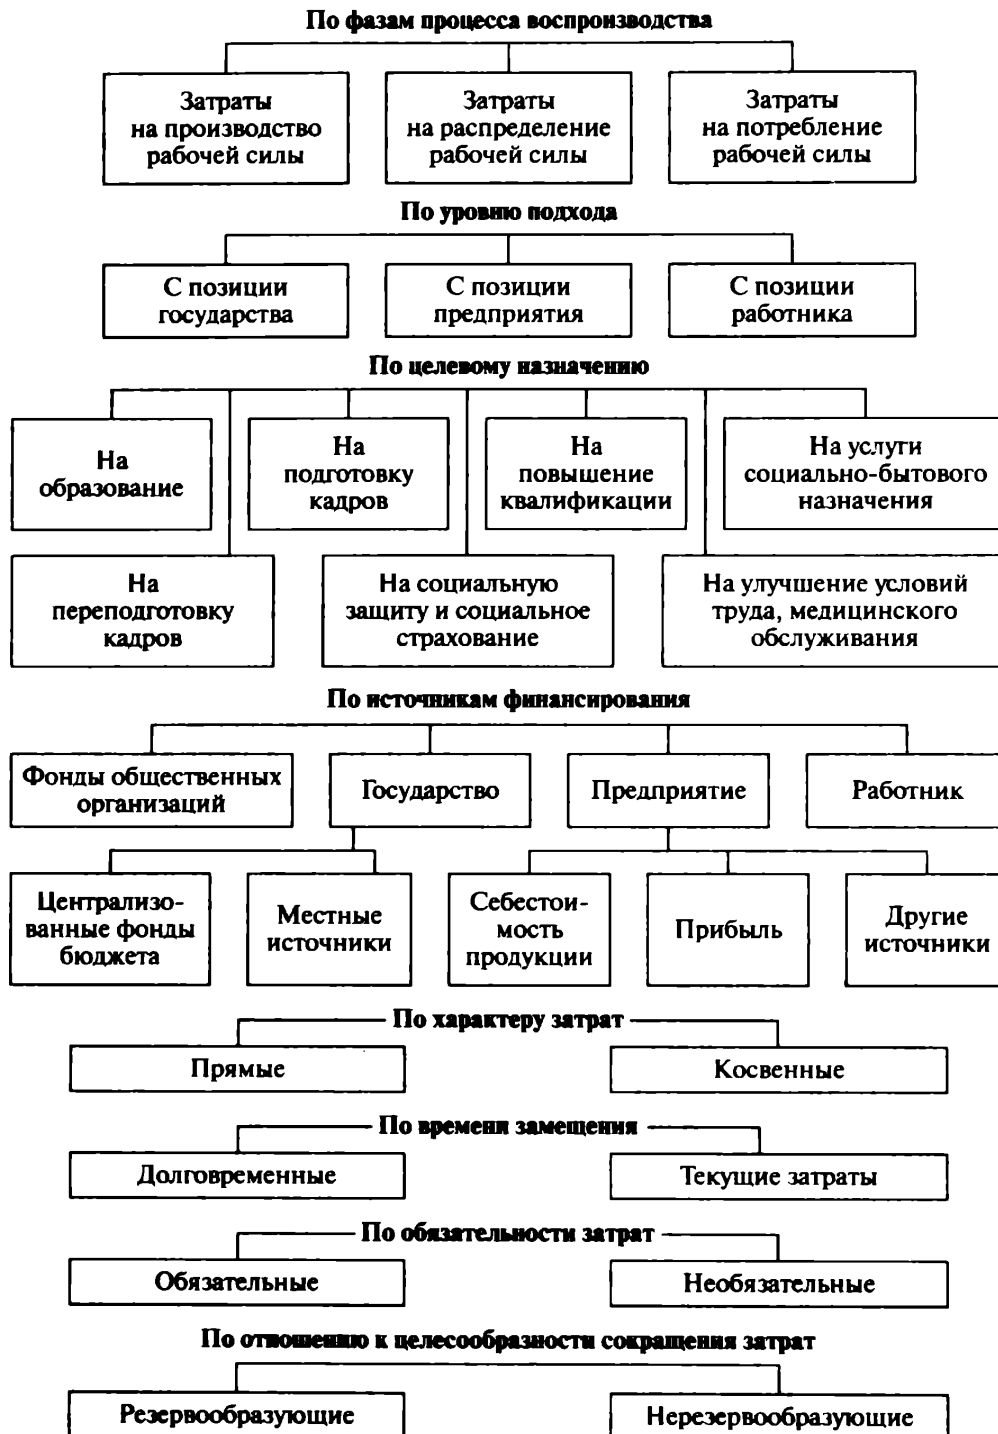 По фазам процесса воспроизводства
Затраты
на производство
рабочей силы
Затраты
на распределение
рабочей силы
Затраты
на потребление
рабочей силы
По уровню подхода
С позиции
государства
С позиции
предприятия
С позиции
работника
По целевому назначению
На
образование
На
подготовку
кадров
На
повышение
квалификации
На услуги
социально-бытового
назначения
На
переподготовку
кадров
На социальную
защиту и социальное
страхование
На улучшение условий
труда, медицинского
обслуживания
По источникам финансирования
Фонды общественных
организаций
Государство
Предприятие
Работник
Централизо-
ванные фонды
бюджета
Местные
источники
Себестои-
мость
продукции
Прибыль
Другие
источники
По характеру затрат
Прямые
Косвенные
По времени замещения
Долговременные
Текущие затраты
По обязательности затрат
Обязательные
Необязательные
По отношению к целесообразности сокращения затрат
Резервообразующие
Нерезервообразующие